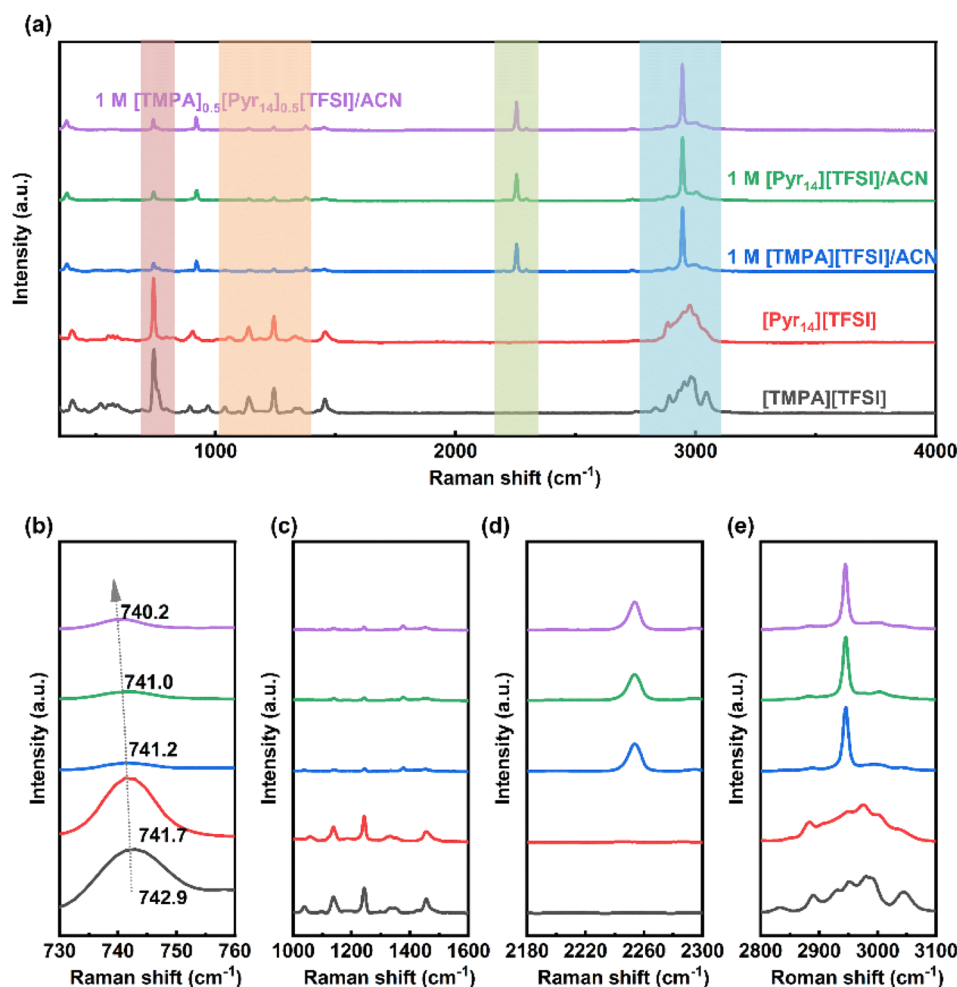 (a)
1 M [TMPA]₀.₅[Pyr₁₄]₀.₅[TFSI]/ACN
1 M [Pyr₁₄][TFSI]/ACN
1 M [TMPA][TFSI]/ACN
[Pyr₁₄][TFSI]
[TMPA][TFSI]
Intensity (a.u.)
1000 2000 3000 4000
Raman shift (cm⁻¹)
(b) (c) (d) (e)
740.2
741.0
741.2
741.7
742.9
Intensity (a.u.)
730 740 750 760
Raman shift (cm⁻¹)
Intensity (a.u.)
1000 1100 1200 1300 1400 1500 1600
Raman shift (cm⁻¹)
Intensity (a.u.)
2180 2220 2260 2300
Raman shift (cm⁻¹)
Intensity (a.u.)
2800 2900 3000 3100
Roman shift (cm⁻¹)